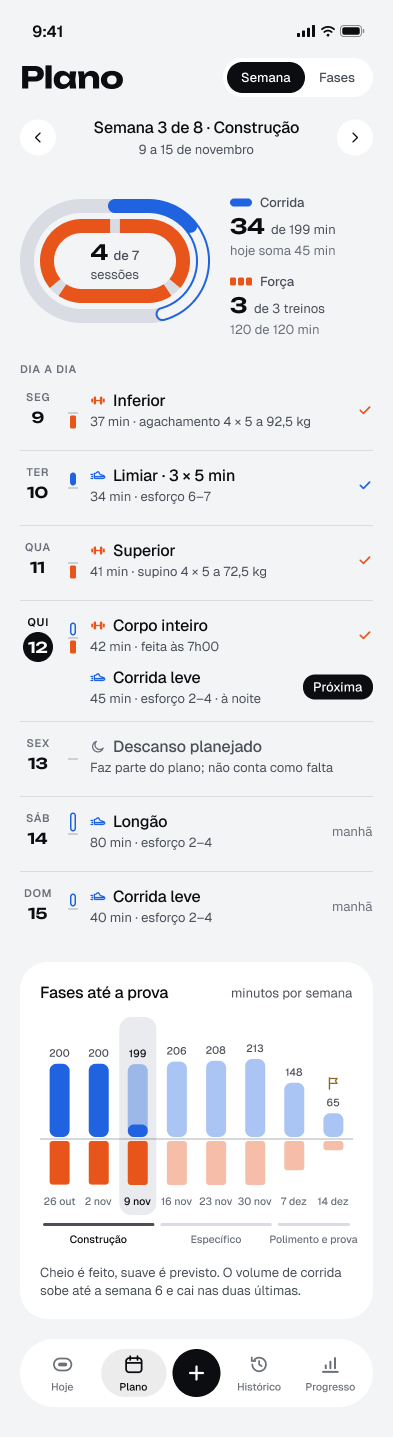 9:41
Plano
Semana
Fases
Semana 3 de 8 · Construção
9 a 15 de novembro
4 de 7
sessões
Corrida
34 de 199 min
hoje soma 45 min
Força
3 de 3 treinos
120 de 120 min
DIA A DIA
SEG
9
Inferior
37 min · agachamento 4 × 5 a 92,5 kg
TER
10
Limiar · 3 × 5 min
34 min · esforço 6–7
QUA
11
Superior
41 min · supino 4 × 5 a 72,5 kg
QUI
12
Corpo inteiro
42 min · feita às 7h00
Corrida leve
45 min · esforço 2–4 · à noite
Próxima
SEX
13
Descanso planejado
Faz parte do plano; não conta como falta
SÁB
14
Longão
80 min · esforço 2–4
manhã
DOM
15
Corrida leve
40 min · esforço 2–4
manhã
Fases até a prova
minutos por semana
200 200 199 206 208 213 148 65
26 out 2 nov 9 nov 16 nov 23 nov 30 nov 7 dez 14 dez
Construção Específico Polimento e prova
Cheio é feito, suave é previsto. O volume de corrida
sobe até a semana 6 e cai nas duas últimas.
Hoje Plano Histórico Progresso